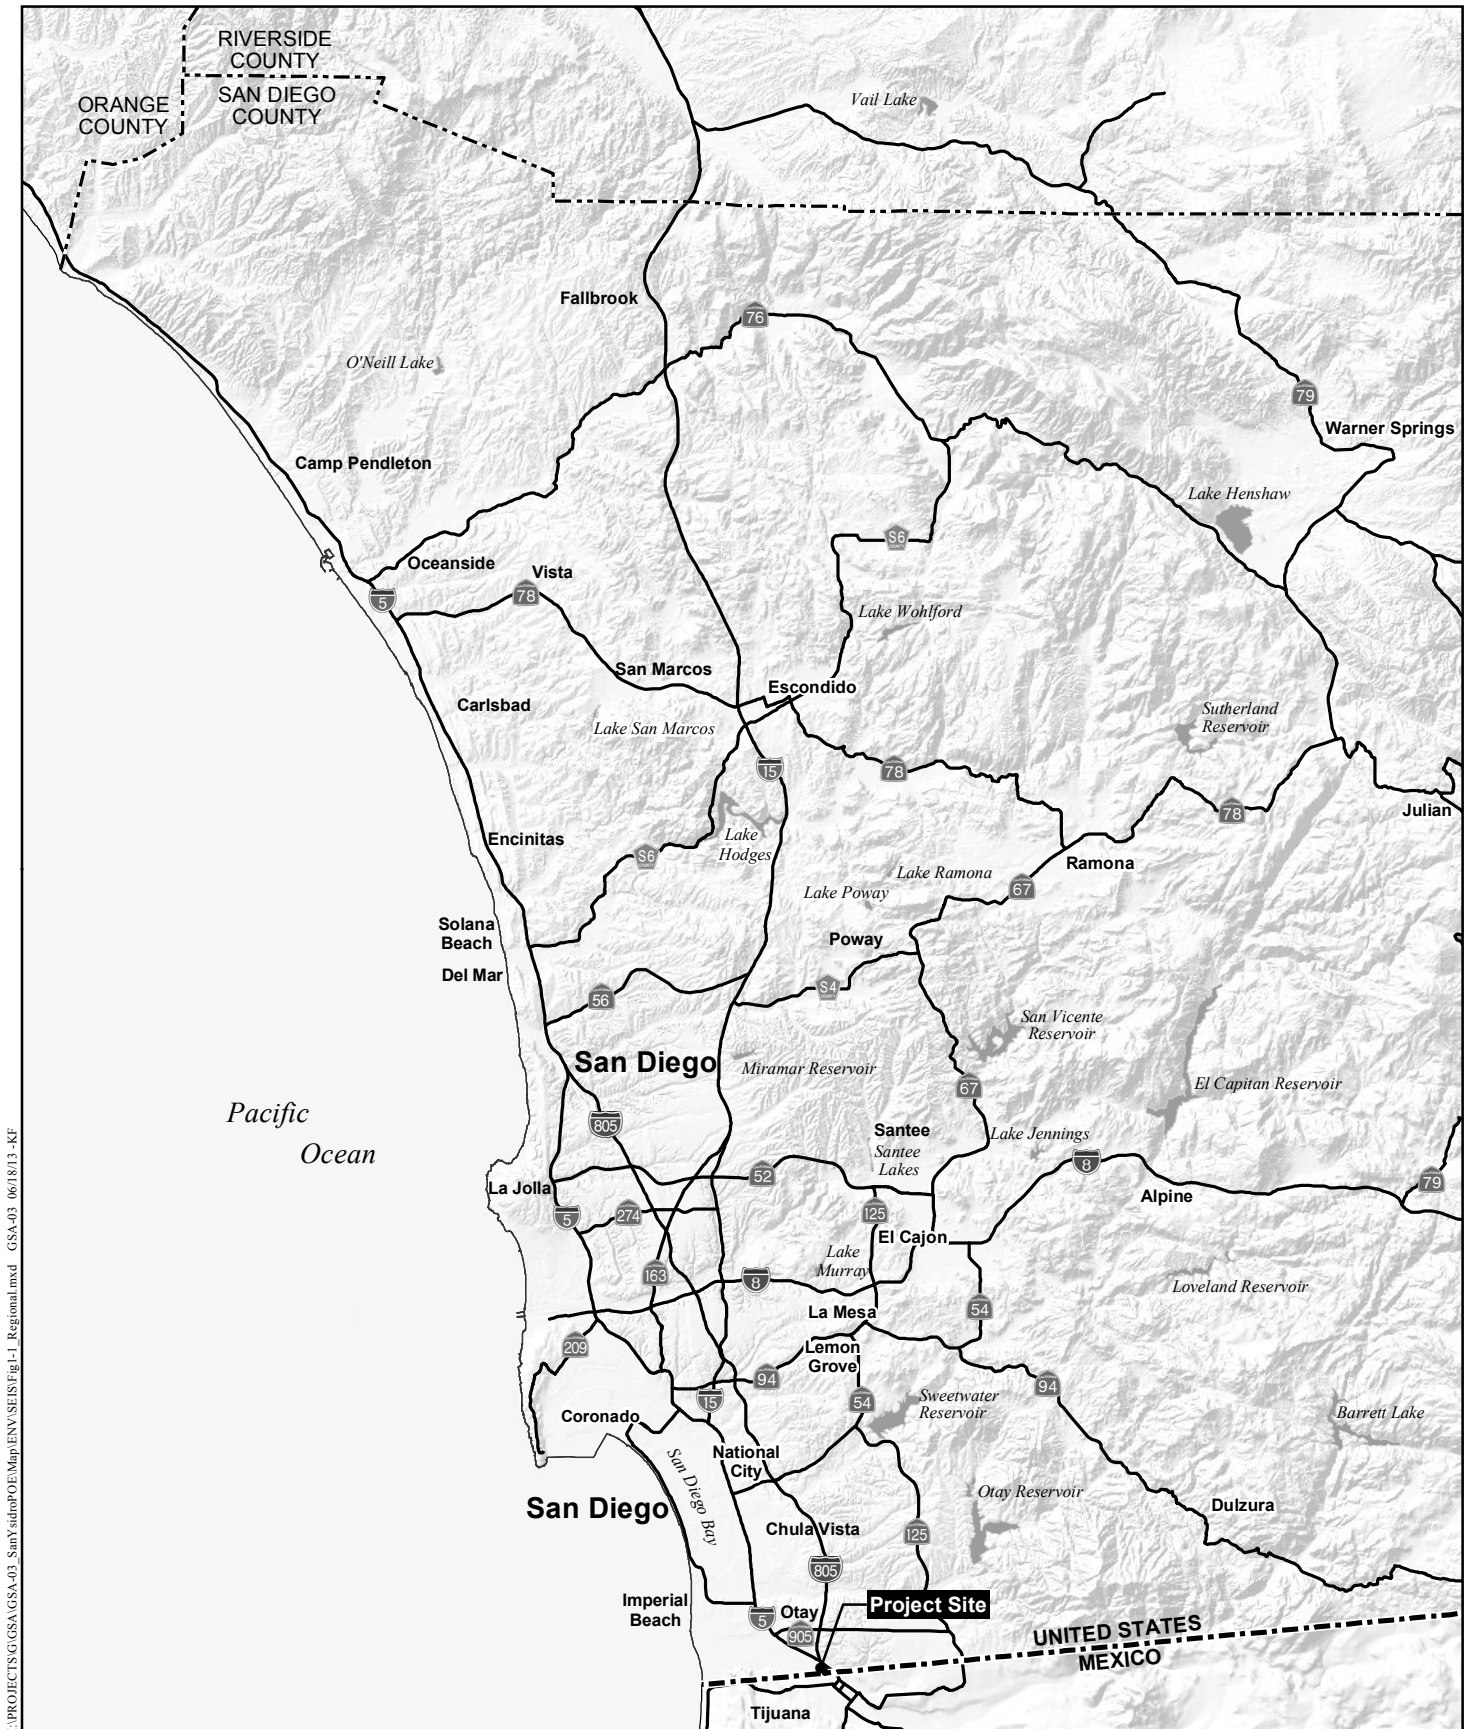 RIVERSIDE
COUNTY
ORANGE
COUNTY
SAN DIEGO
COUNTY
Vail Lake
Fallbrook
76
O'Neill Lake
79
Warner Springs
Camp Pendleton
Lake Henshaw
S6
COUNTY
Oceanside
Vista
78
5
Lake Wohlford
San Marcos
Escondido
Carlsbad
Lake San Marcos
Sutherland
Reservoir
15
78
78
Julian
Encinitas
Lake
Hodges
S6
COUNTY
Ramona
Lake Ramona
67
Lake Poway
Solana
Beach
Poway
Del Mar
56
S4
COUNTY
San Vicente
Reservoir
San Diego
Miramar Reservoir
67
El Capitan Reservoir
Pacific
Ocean
805
Santee
Santee
Lakes
Lake Jennings
8
52
La Jolla
79
Alpine
5
274
125
El Cajon
Lake
Murray
163
8
Loveland Reservoir
La Mesa
54
209
Lemon
Grove
94
94
15
54
Sweetwater
Reservoir
Barrett Lake
Coronado
National
City
San Diego Bay
Otay Reservoir
San Diego
Dulzura
Chula Vista
125
805
Imperial
Beach
5
Otay
Project Site
905
UNITED STATES
MEXICO
Tijuana
:\PROJECTS\G\GSA\GSA-03_SanYsidroPOE\Map\ENV\SEIS\Fig1-1_Regional.mxd GSA-03 06/18/13 -KF